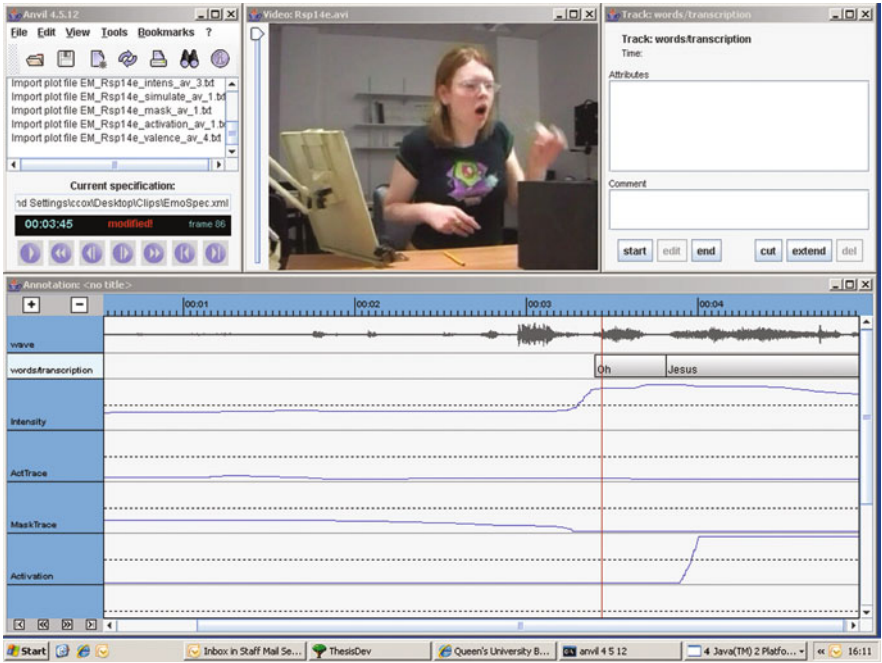 Anvil 4.5.12
File Edit View Tools Bookmarks ?
Import plot file EM_Rsp14e_intens_av_3.txt
Import plot file EM_Rsp14e_simulate_av_1.txt
Import plot file EM_Rsp14e_mask_av_1.txt
Import plot file EM_Rsp14e_activation_av_1.b
Import plot file EM_Rsp14e_valence_av_4.txt
Current specification:
nd Settings\ccox\Desktop\Clips\EmoSpec.xml
00:03:45 modified! frame 86
Video: Rsp14e.avi
Track: words/transcription
Track: words/transcription
Time:
Attributes
Comment
start edit end cut extend del
Annotation: <no title>
+ -
00:01 00:02 00:03 00:04
wave
words/transcription Oh Jesus
Intensity
ActTrace
MaskTrace
Activation
Start Inbox in Staff Mail Se... ThesisDev Queen's University B... anvil 4 5 12 4 Java(TM) 2 Platfo... 16:11